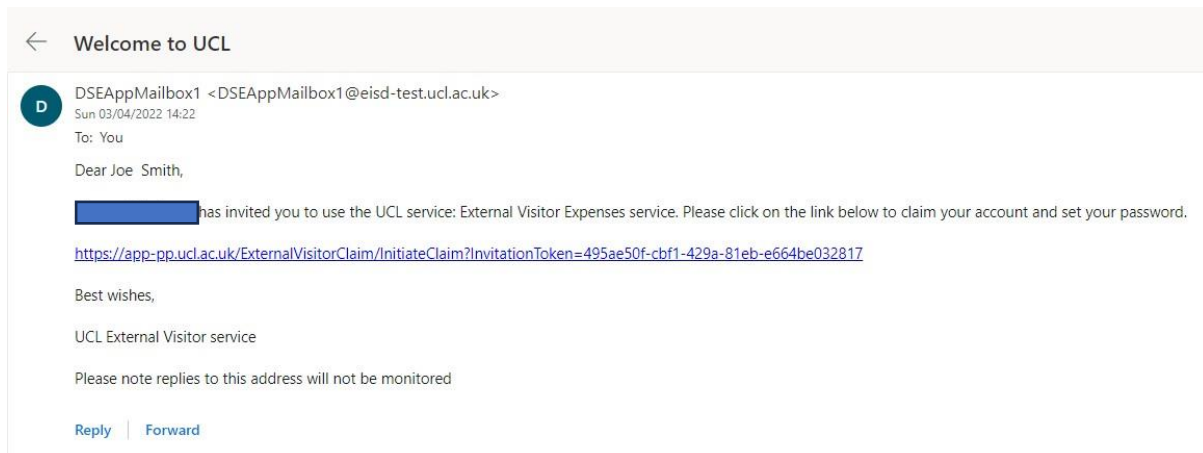 Welcome to UCL
D
DSEAppMailbox1 <DSEAppMailbox1@eisd-test.ucl.ac.uk>
Sun 03/04/2022 14:22
To: You
Dear Joe  Smith,
has invited you to use the UCL service: External Visitor Expenses service. Please click on the link below to claim your account and set your password.
https://app-pp.ucl.ac.uk/ExternalVisitorClaim/InitiateClaim?InvitationToken=495ae50f-cbf1-429a-81eb-e664be032817
Best wishes,
UCL External Visitor service
Please note replies to this address will not be monitored
Reply | Forward